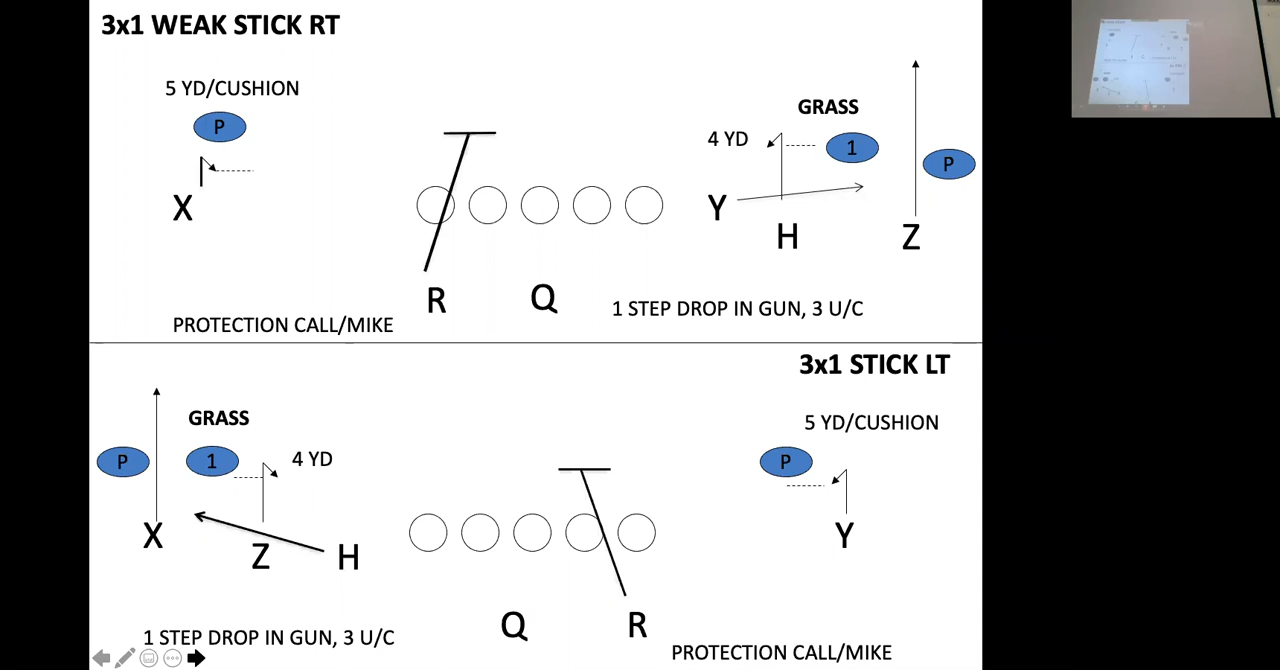 3x1 WEAK STICK RT
5 YD/CUSHION
P
X
GRASS
4 YD
1
P
Y
H
Z
R
Q
1 STEP DROP IN GUN, 3 U/C
PROTECTION CALL/MIKE
3x1 STICK LT
GRASS
5 YD/CUSHION
P
1
4 YD
P
X
Z
H
Y
Q
R
1 STEP DROP IN GUN, 3 U/C
PROTECTION CALL/MIKE